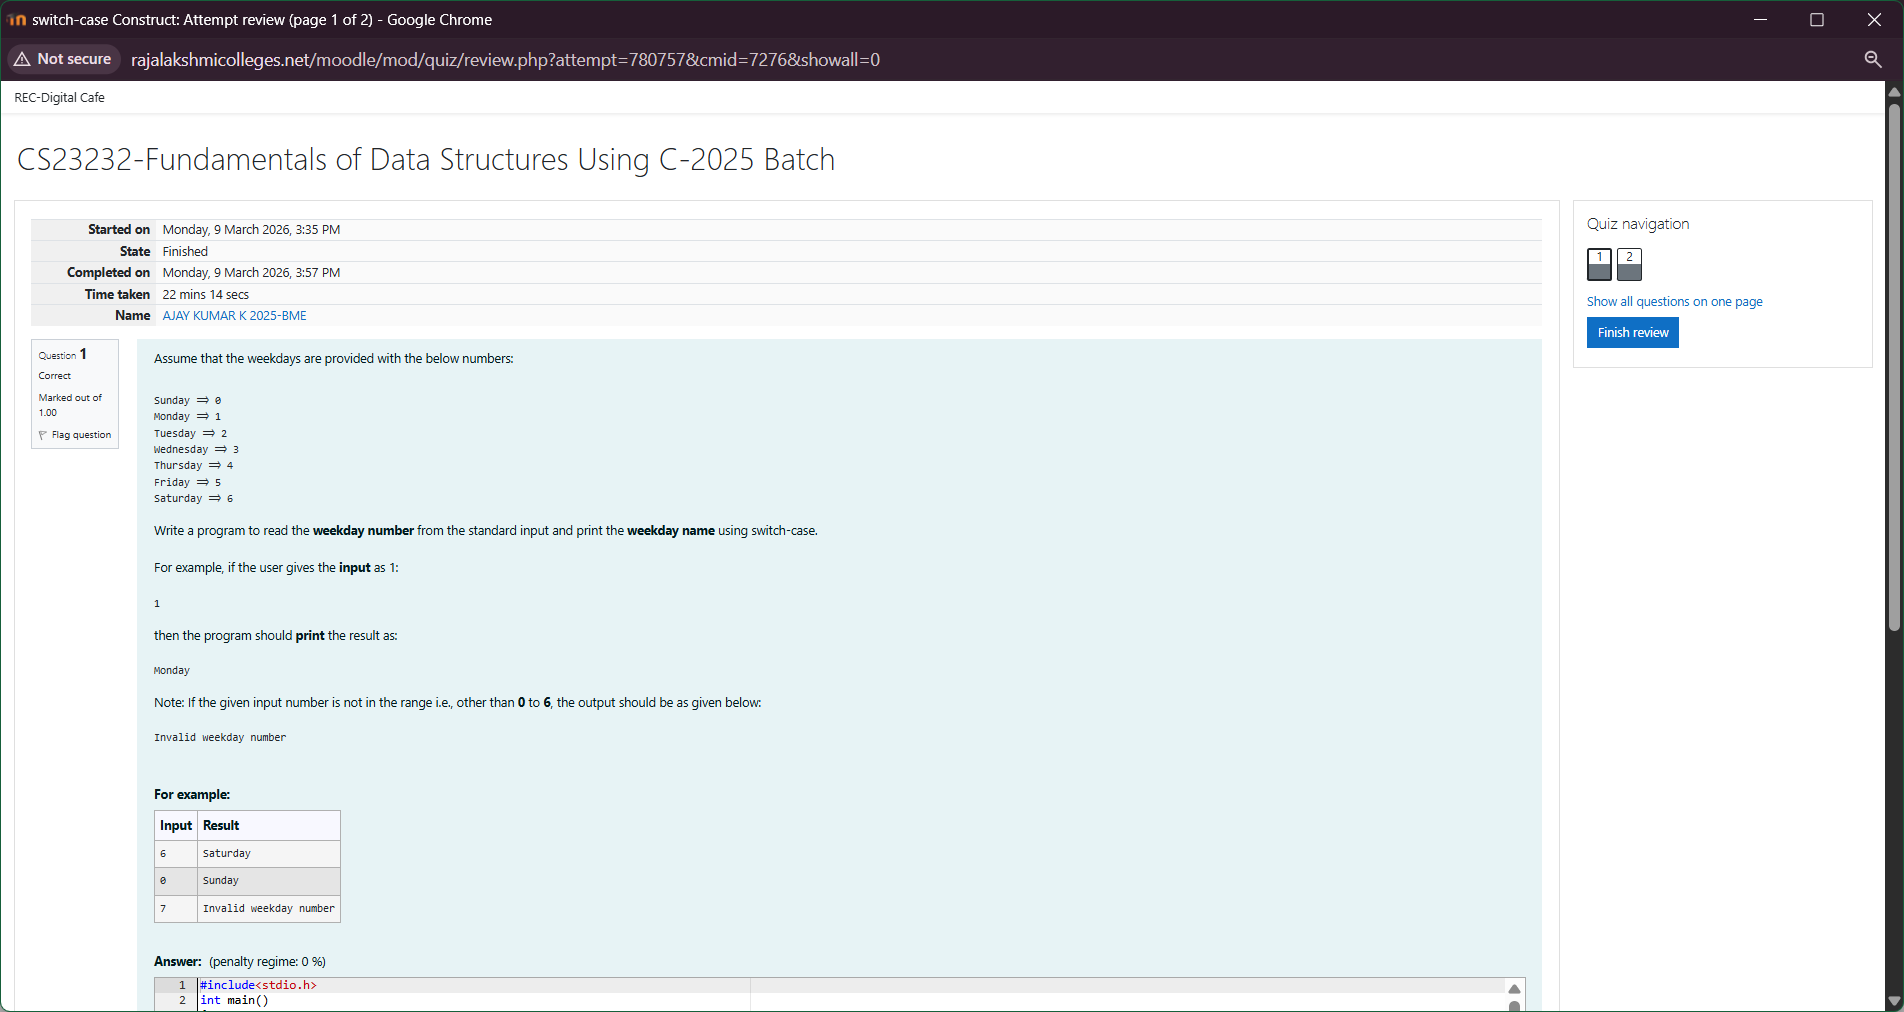 switch-case Construct: Attempt review (page 1 of 2) - Google Chrome
Not secure rajalakshmicolleges.net/moodle/mod/quiz/review.php?attempt=780757&cmid=7276&showall=0
REC-Digital Cafe
CS23232-Fundamentals of Data Structures Using C-2025 Batch
Started on Monday, 9 March 2026, 3:35 PM
State Finished
Completed on Monday, 9 March 2026, 3:57 PM
Time taken 22 mins 14 secs
Name AJAY KUMAR K 2025-BME
Question 1
Correct
Marked out of
1.00
Flag question
Assume that the weekdays are provided with the below numbers:
Sunday => 0
Monday => 1
Tuesday => 2
Wednesday => 3
Thursday => 4
Friday => 5
Saturday => 6
Write a program to read the weekday number from the standard input and print the weekday name using switch-case.
For example, if the user gives the input as 1:
1
then the program should print the result as:
Monday
Note: If the given input number is not in the range i.e., other than 0 to 6, the output should be as given below:
Invalid weekday number
For example:
Input Result
6 Saturday
0 Sunday
7 Invalid weekday number
Answer: (penalty regime: 0 %)
1 #include<stdio.h>
2 int main()
Quiz navigation
1 2
Show all questions on one page
Finish review